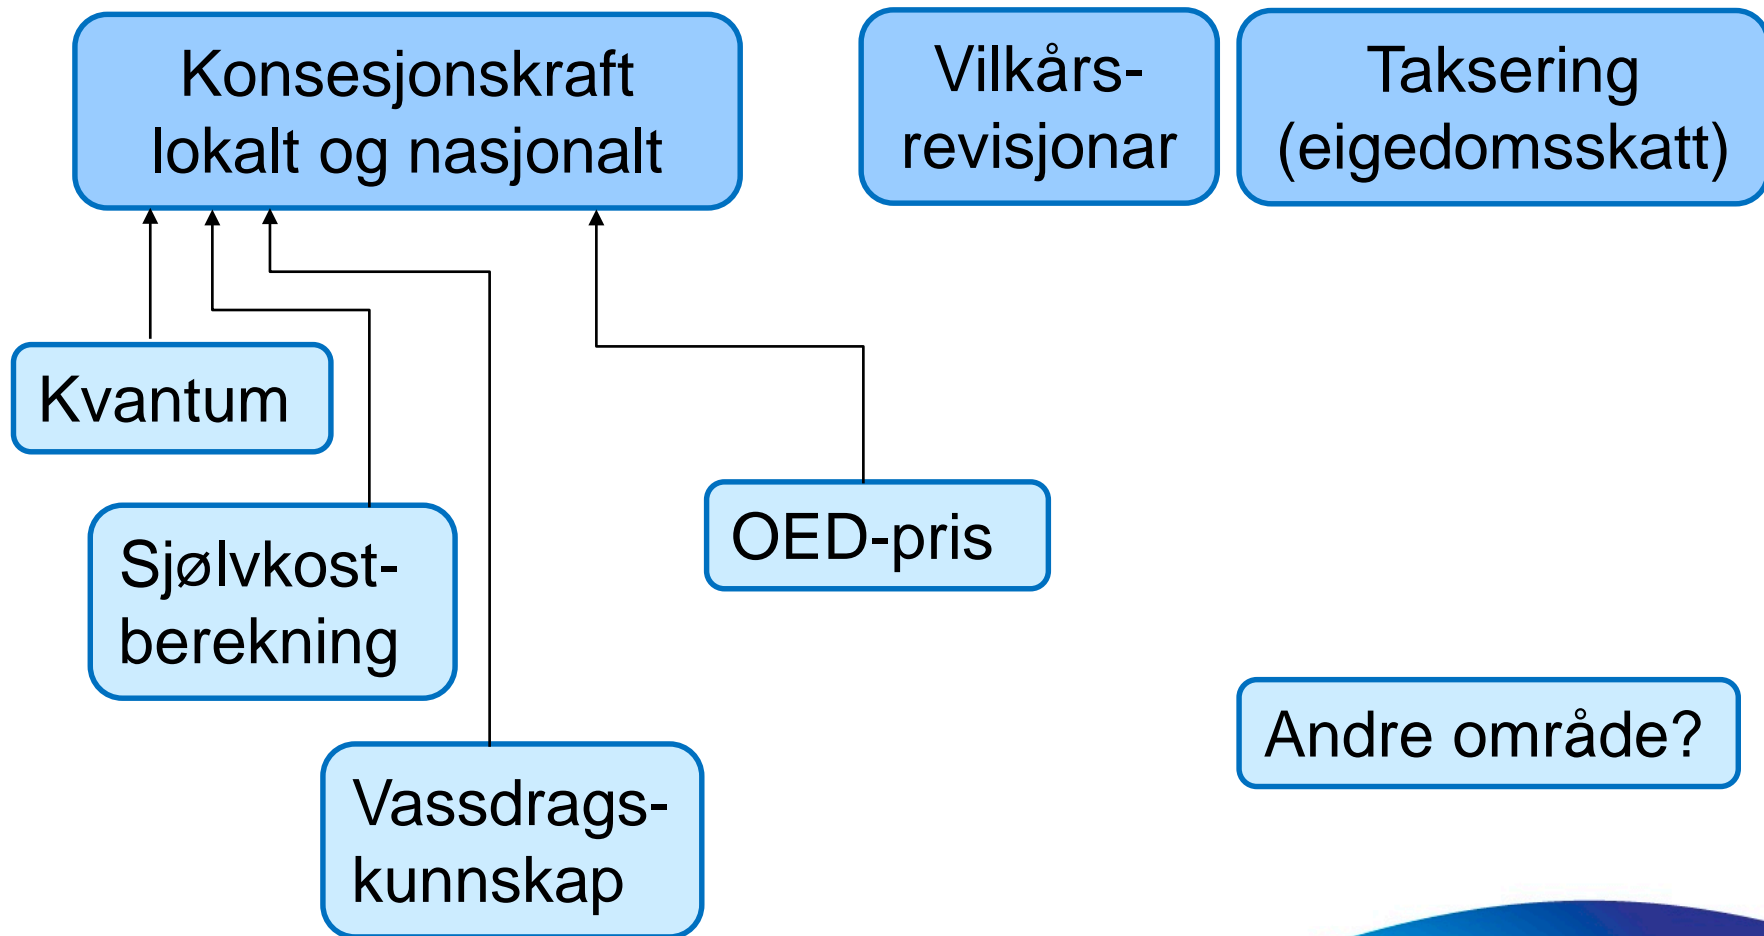 Konsesjonskraft
lokalt og nasjonalt
Vilkårs-
revisjonar
Taksering
(eigedomsskatt)
Kvantum
Sjølvkost-
berekning
OED-pris
Vassdrags-
kunnskap
Andre område?